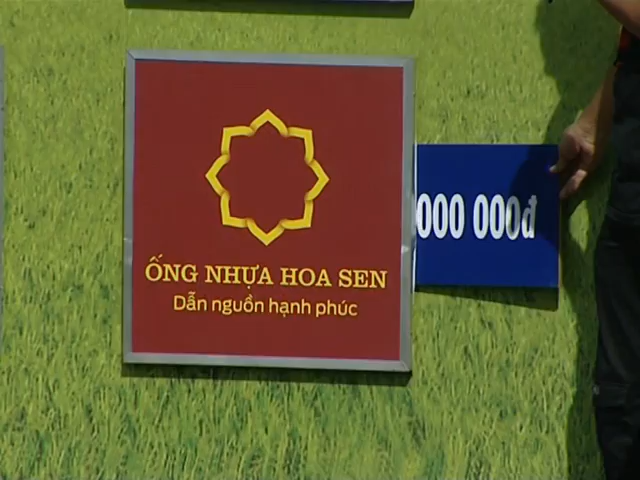 ỐNG NHỰA HOA SEN
Dẫn nguồn hạnh phúc
000 000đ